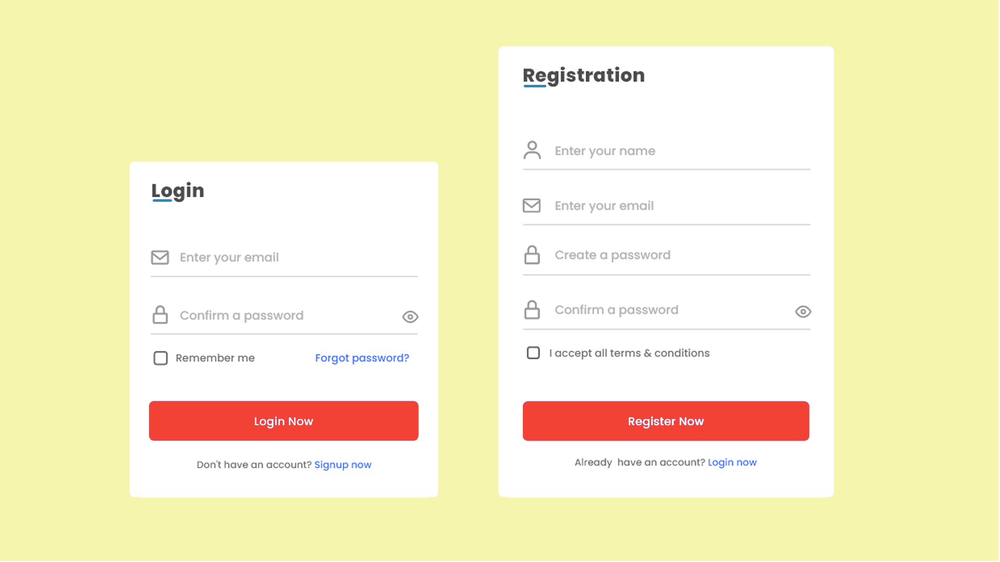 Login
Enter your email
Confirm a password
Remember me
Forgot password?
Login Now
Don't have an account? Signup now
Registration
Enter your name
Enter your email
Create a password
Confirm a password
I accept all terms & conditions
Register Now
Already  have an account? Login now